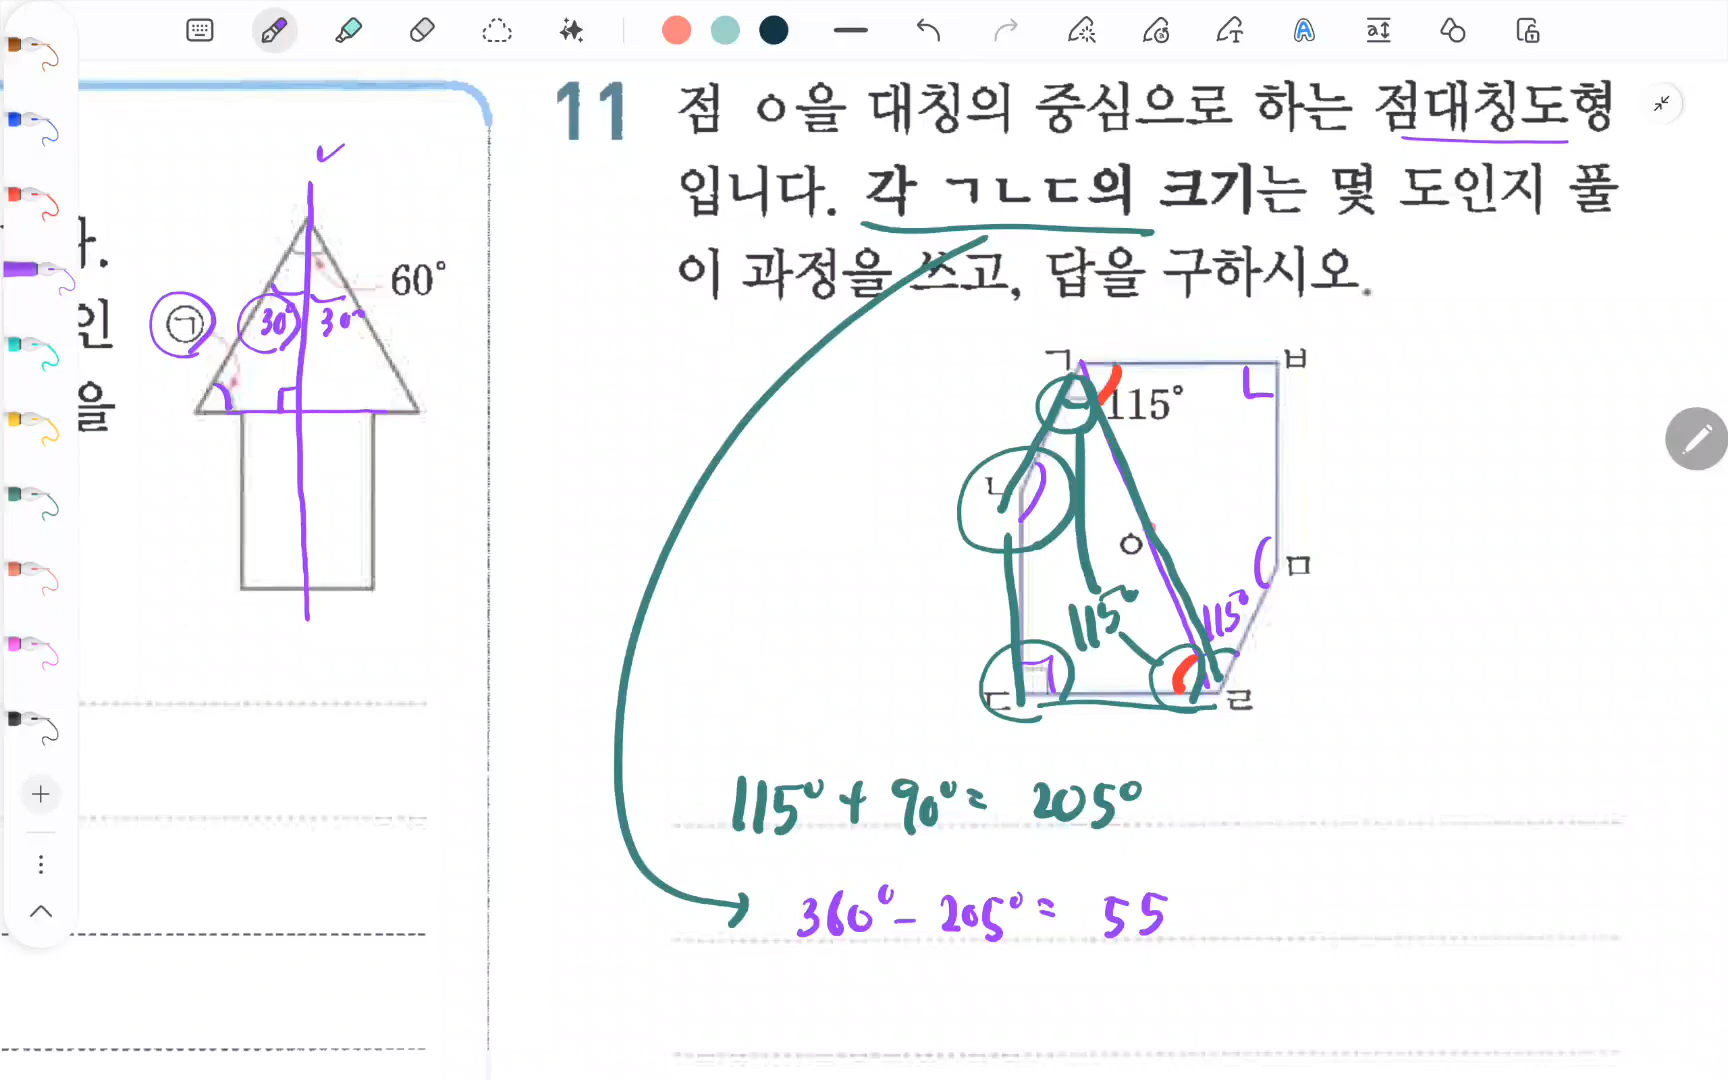 다.
인
을
㉠
30°
30°
60°
11 점 ㅇ을 대칭의 중심으로 하는 점대칭도형
입니다. 각 ㄱㄴㄷ의 크기는 몇 도인지 풀
이 과정을 쓰고, 답을 구하시오.
ㄱ
ㅂ
115°
ㄴ
ㅇ
ㅁ
115°
115°
ㄷ
ㄹ
115° + 90° = 205°
360° - 205° = 55